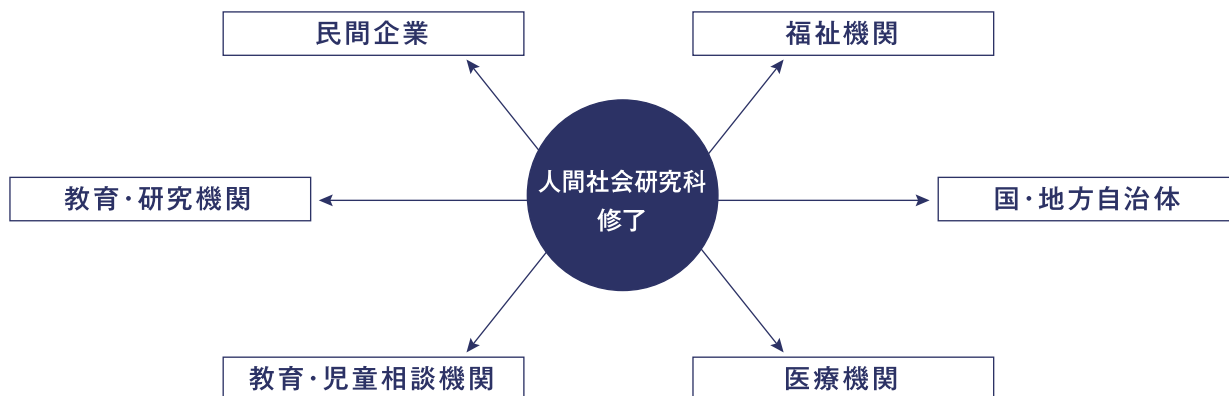 民間企業
福祉機関
人間社会研究科
修了
教育・研究機関
国・地方自治体
教育・児童相談機関
医療機関